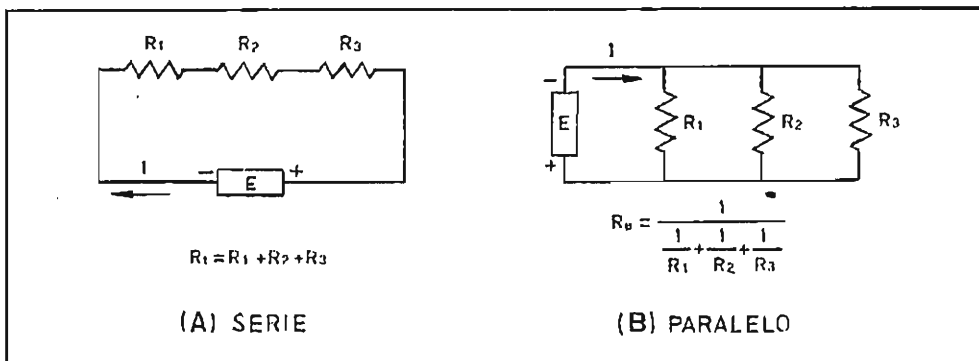 R1 R2 R3
I
- E +
Rt = R1 + R2 + R3
(A) SERIE
I
-
E R1 R2 R3
+
1
R = 
1 + 1 + 1
R1 R2 R3
(B) PARALELO